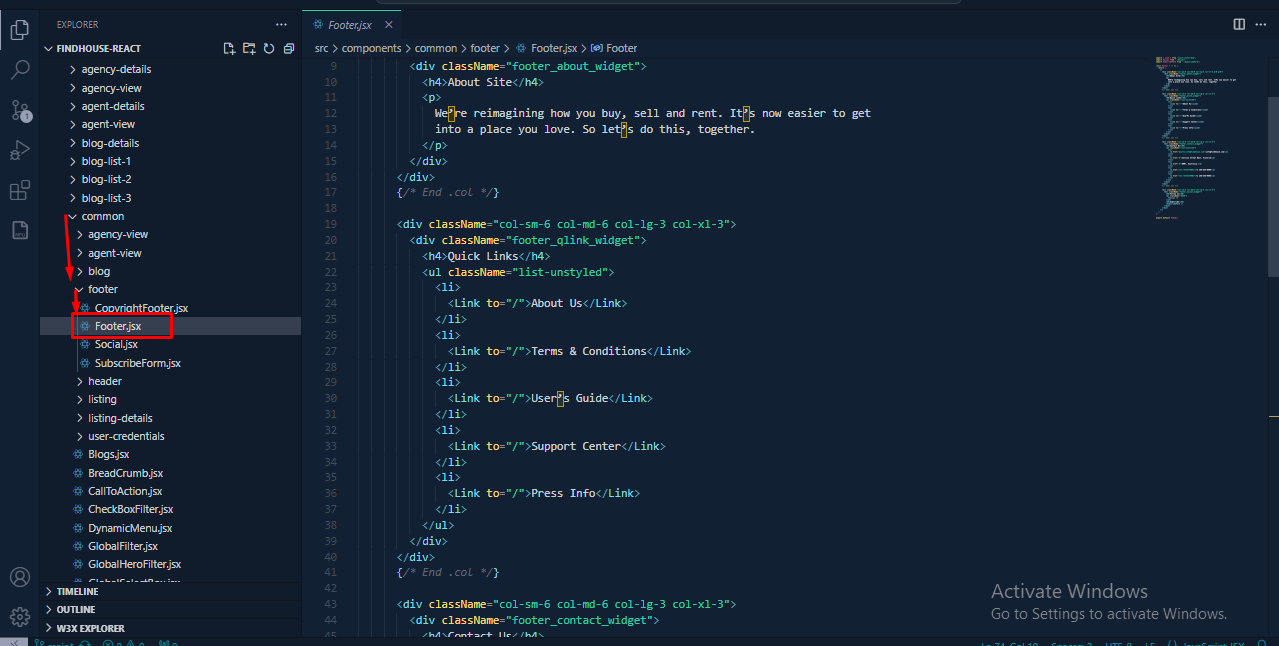 EXPLORER
FINDHOUSE-REACT
agency-details
agency-view
agent-details
agent-view
blog-details
blog-list-1
blog-list-2
blog-list-3
common
agency-view
agent-view
blog
footer
CopyrightFooter.jsx
Footer.jsx
Social.jsx
SubscribeForm.jsx
header
listing
listing-details
user-credentials
Blogs.jsx
BreadCrumb.jsx
CallToAction.jsx
CheckBoxFilter.jsx
DynamicMenu.jsx
GlobalFilter.jsx
GlobalHeroFilter.jsx
GlobalSelectBox.jsx
TIMELINE
OUTLINE
W3X EXPLORER
1
Footer.jsx
src > components > common > footer > Footer.jsx > Footer
9 <div className="footer_about_widget">
10 <h4>About Site</h4>
11 <p>
12 We’re reimagining how you buy, sell and rent. It’s now easier to get
13 into a place you love. So let’s do this, together.
14 </p>
15 </div>
16 </div>
17 {/* End .col */}
18
19 <div className="col-sm-6 col-md-6 col-lg-3 col-xl-3">
20 <div className="footer_qlink_widget">
21 <h4>Quick Links</h4>
22 <ul className="list-unstyled">
23 <li>
24 <Link to="/">About Us</Link>
25 </li>
26 <li>
27 <Link to="/">Terms & Conditions</Link>
28 </li>
29 <li>
30 <Link to="/">User’s Guide</Link>
31 </li>
32 <li>
33 <Link to="/">Support Center</Link>
34 </li>
35 <li>
36 <Link to="/">Press Info</Link>
37 </li>
38 </ul>
39 </div>
40 </div>
41 {/* End .col */}
42
43 <div className="col-sm-6 col-md-6 col-lg-3 col-xl-3">
44 <div className="footer_contact_widget">
45 <h4>Contact Us</h4>
Activate Windows
Go to Settings to activate Windows.